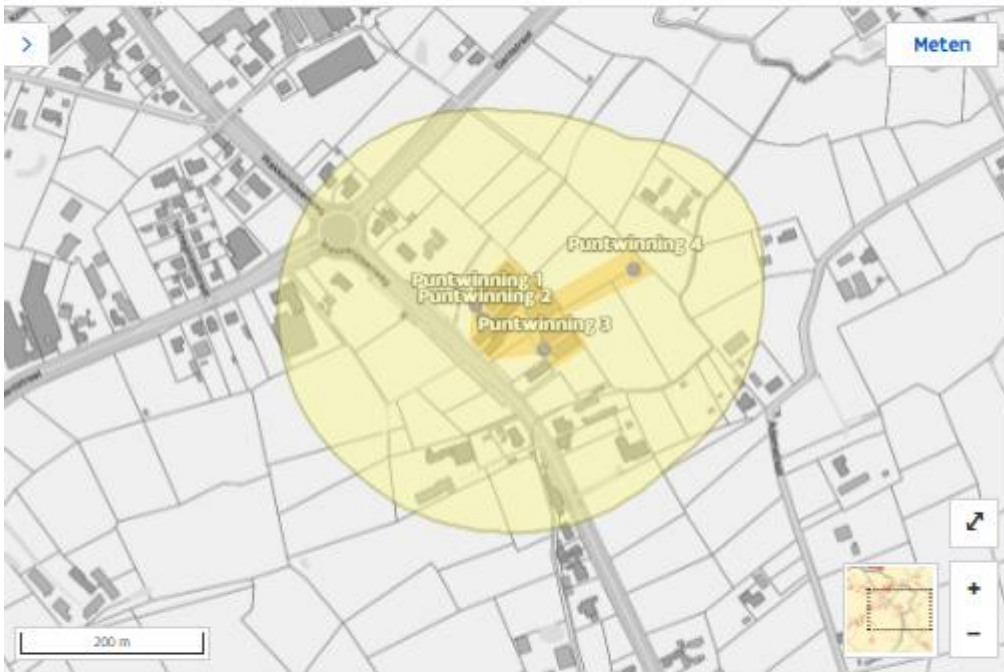 >
Meten
Puntwinning 4
Puntwinning 1
Puntwinning 2
Puntwinning 3
200 m
+
−